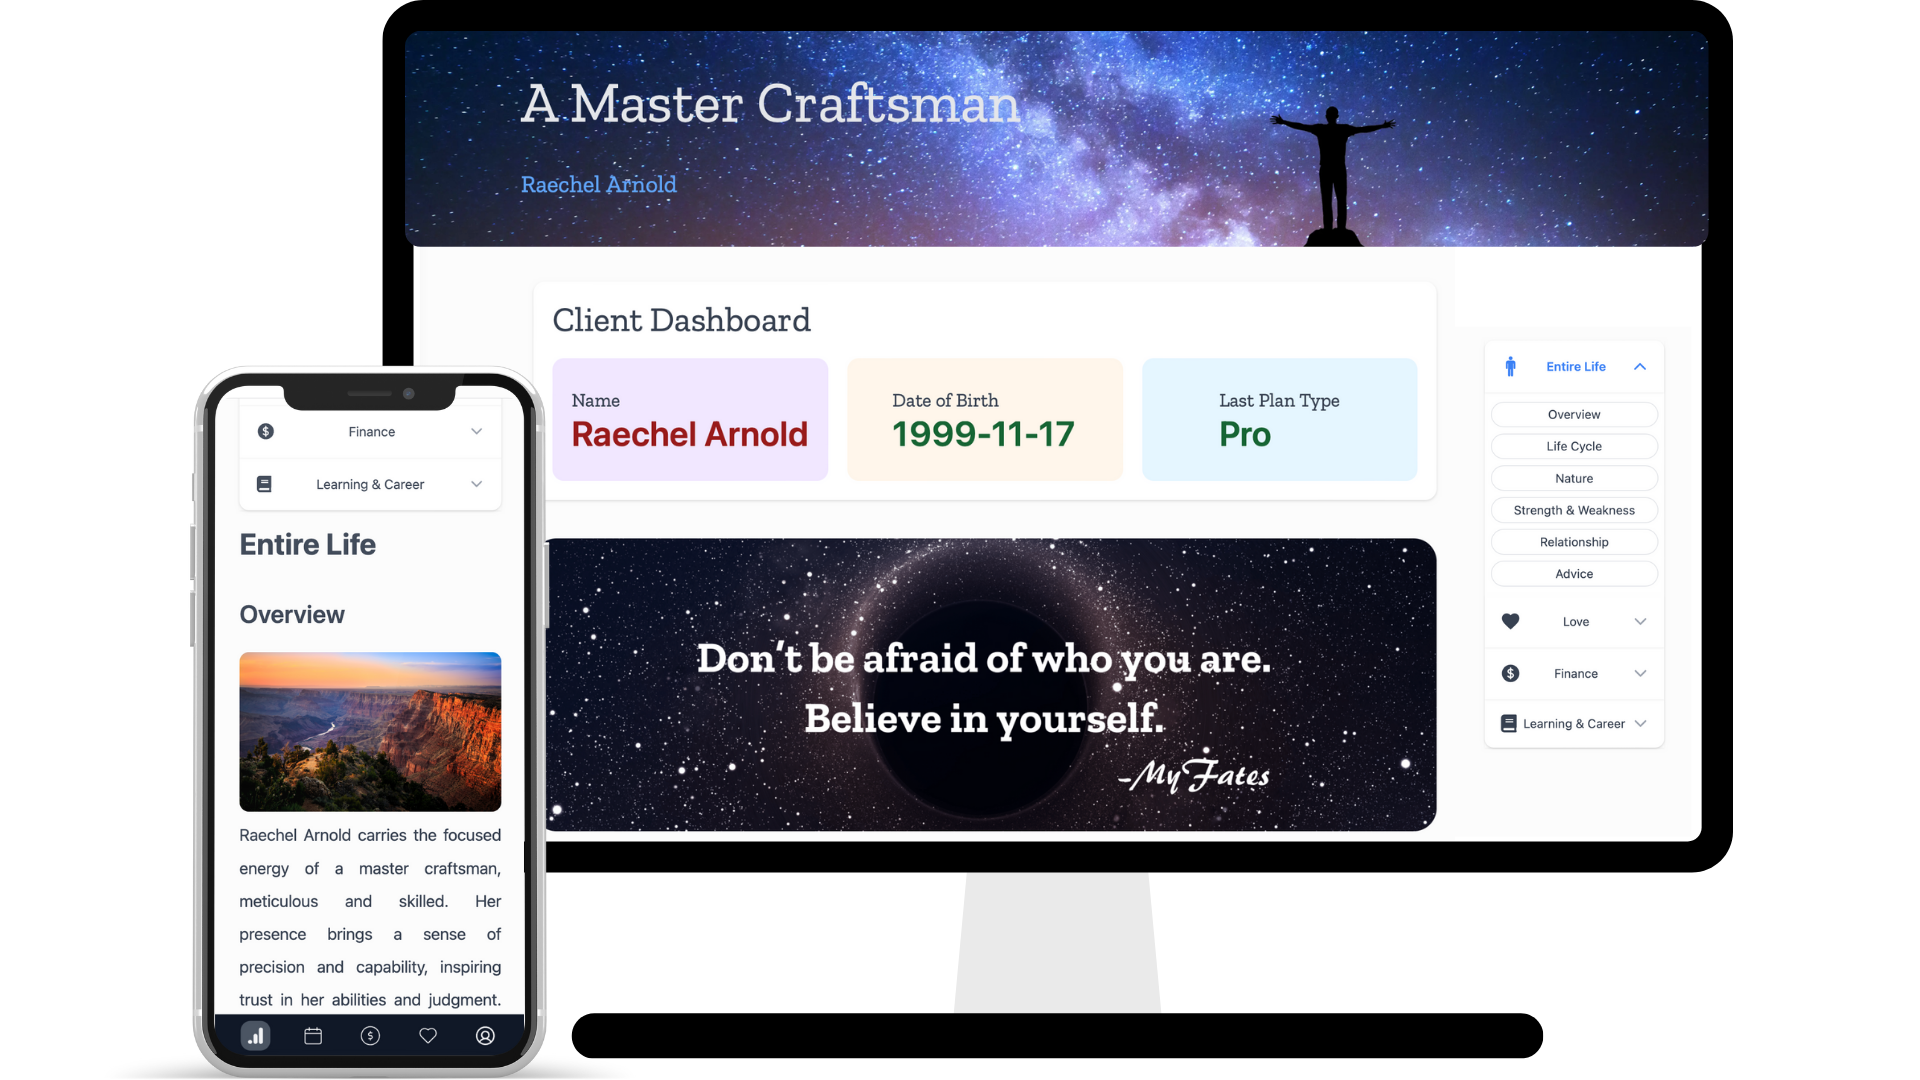 A Master Craftsman
Raechel Arnold
Client Dashboard
Name
Raechel Arnold
Date of Birth
1999-11-17
Last Plan Type
Pro
Don't be afraid of who you are.
Believe in yourself.
-MyFates
Entire Life
Overview
Life Cycle
Nature
Strength & Weakness
Relationship
Advice
Love
Finance
Learning & Career
Finance
Learning & Career
Entire Life
Overview
Raechel Arnold carries the focused
energy of a master craftsman,
meticulous and skilled. Her
presence brings a sense of
precision and capability, inspiring
trust in her abilities and judgment.